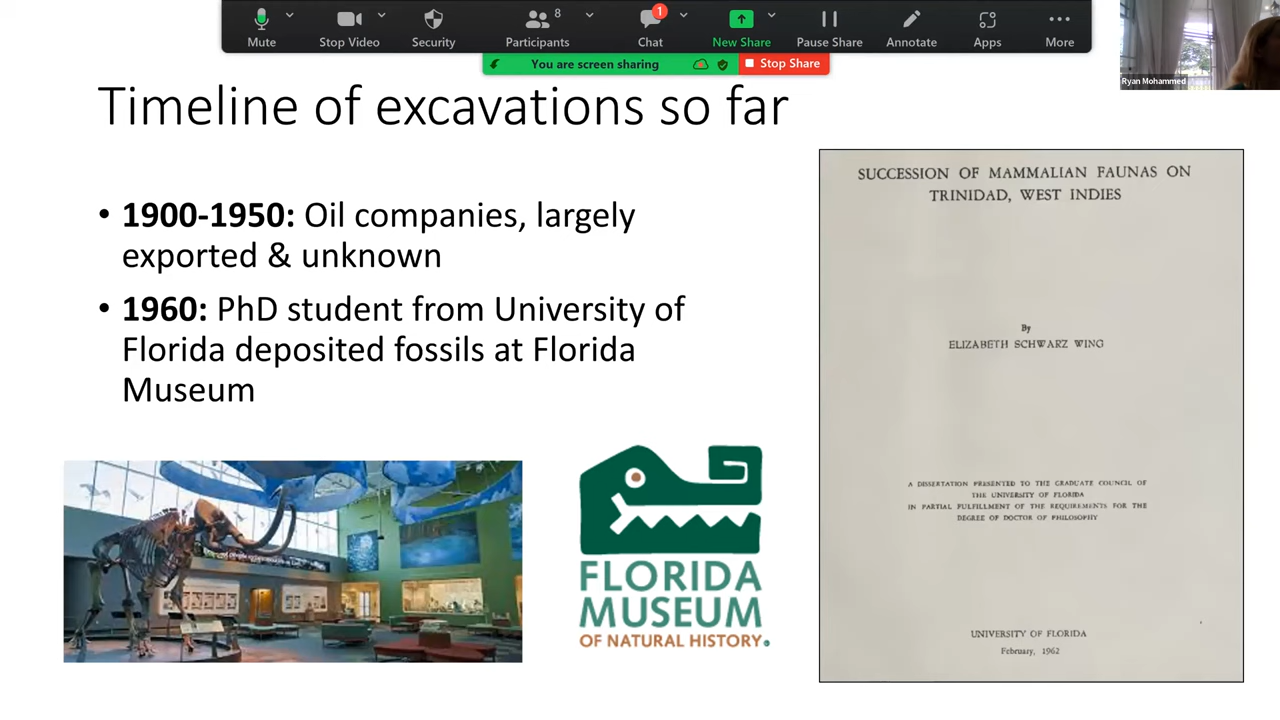 Mute
Stop Video
Security
8
Participants
1
Chat
New Share
Pause Share
Annotate
Apps
More
You are screen sharing
Stop Share
Ryan Mohammed
Timeline of excavations so far
• 1900-1950: Oil companies, largely
exported & unknown
• 1960: PhD student from University of
Florida deposited fossils at Florida
Museum
FLORIDA
MUSEUM
OF NATURAL HISTORY.
SUCCESSION OF MAMMALIAN FAUNAS ON
TRINIDAD, WEST INDIES
By
ELIZABETH SCHWARZ WING
A DISSERTATION PRESENTED TO THE GRADUATE COUNCIL OF
THE UNIVERSITY OF FLORIDA
IN PARTIAL FULFILLMENT OF THE REQUIREMENTS FOR THE
DEGREE OF DOCTOR OF PHILOSOPHY
UNIVERSITY OF FLORIDA
February, 1962